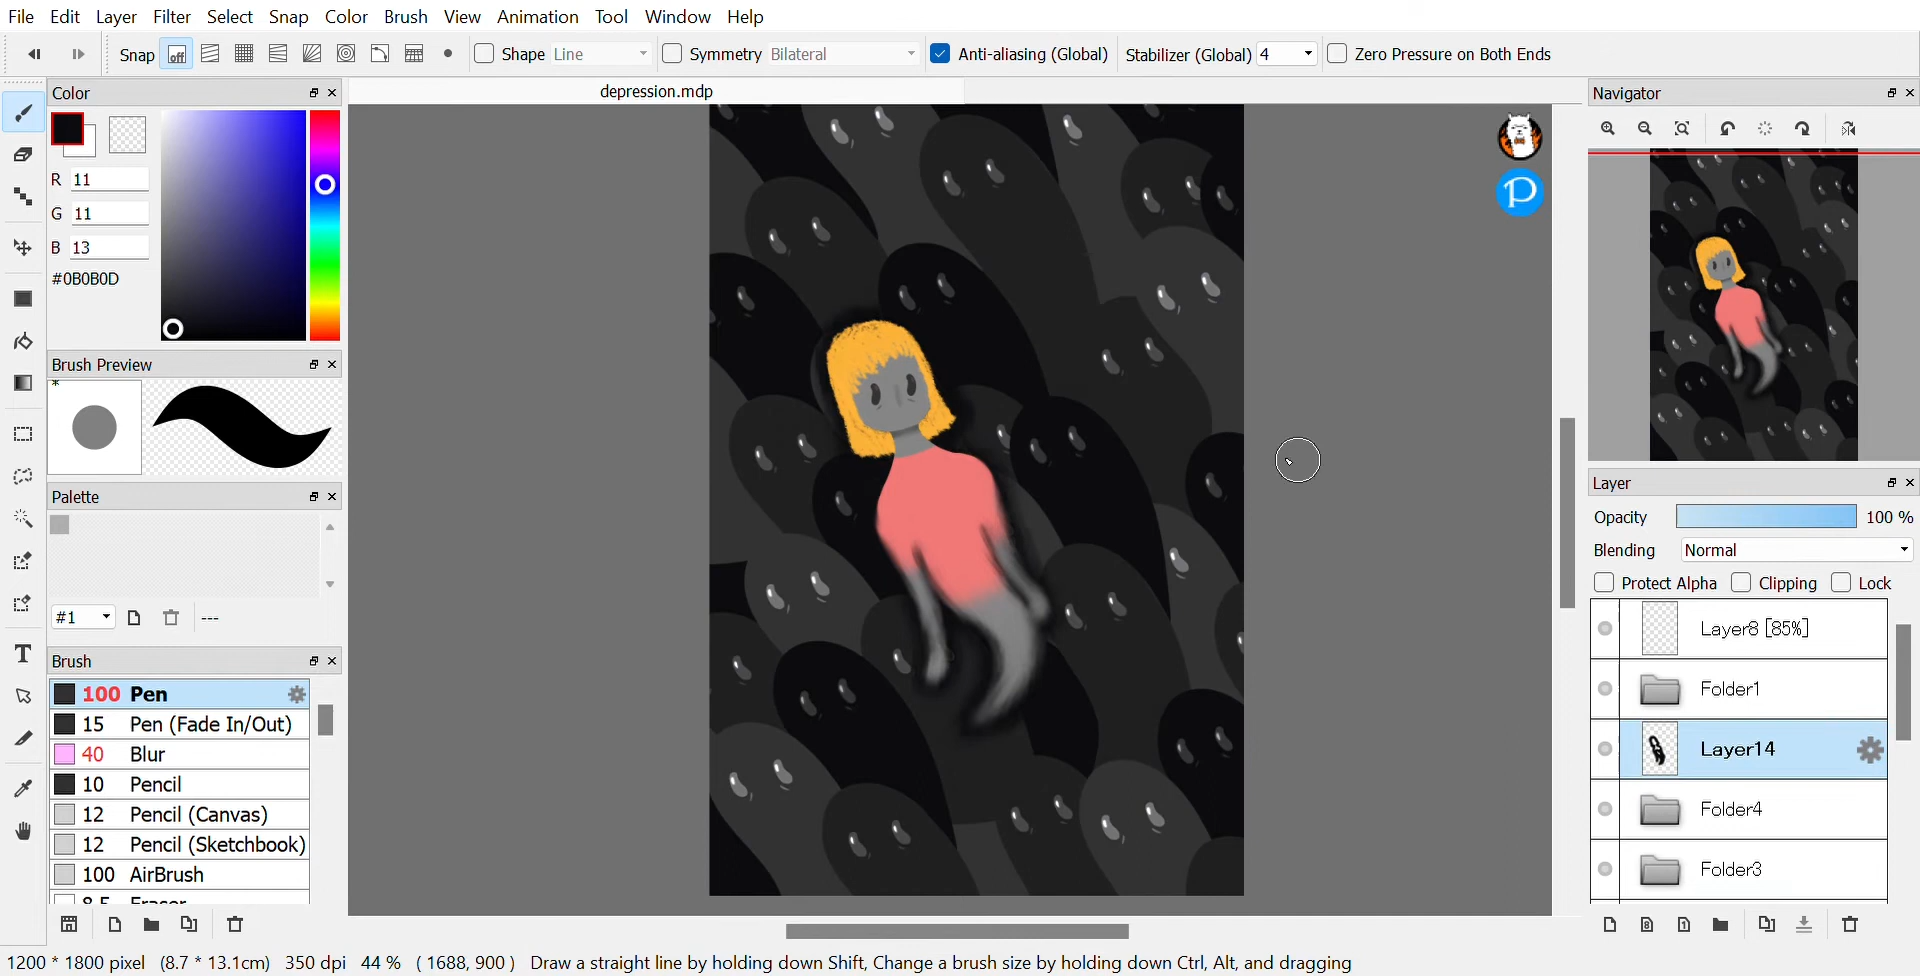 File Edit Layer Filter Select Snap Color Brush View Animation Tool Window Help
Snap off Shape Line Symmetry Bilateral Anti-aliasing (Global) Stabilizer (Global) 4 Zero Pressure on Both Ends
Color
depression.mdp
Navigator
R 11
G 11
B 13
#0B0B0D
P
Brush Preview
*
Palette
#1
---
Layer
Opacity 100 %
Blending Normal
Protect Alpha Clipping Lock
Layer8 [85%]
Folder1
Layer14
Folder4
Folder3
Brush
100 Pen
15 Pen (Fade In/Out)
40 Blur
10 Pencil
12 Pencil (Canvas)
12 Pencil (Sketchbook)
100 AirBrush
8.5 Eraser
1200 * 1800 pixel (8.7 * 13.1cm) 350 dpi 44 % ( 1688, 900 ) Draw a straight line by holding down Shift, Change a brush size by holding down Ctrl, Alt, and dragging